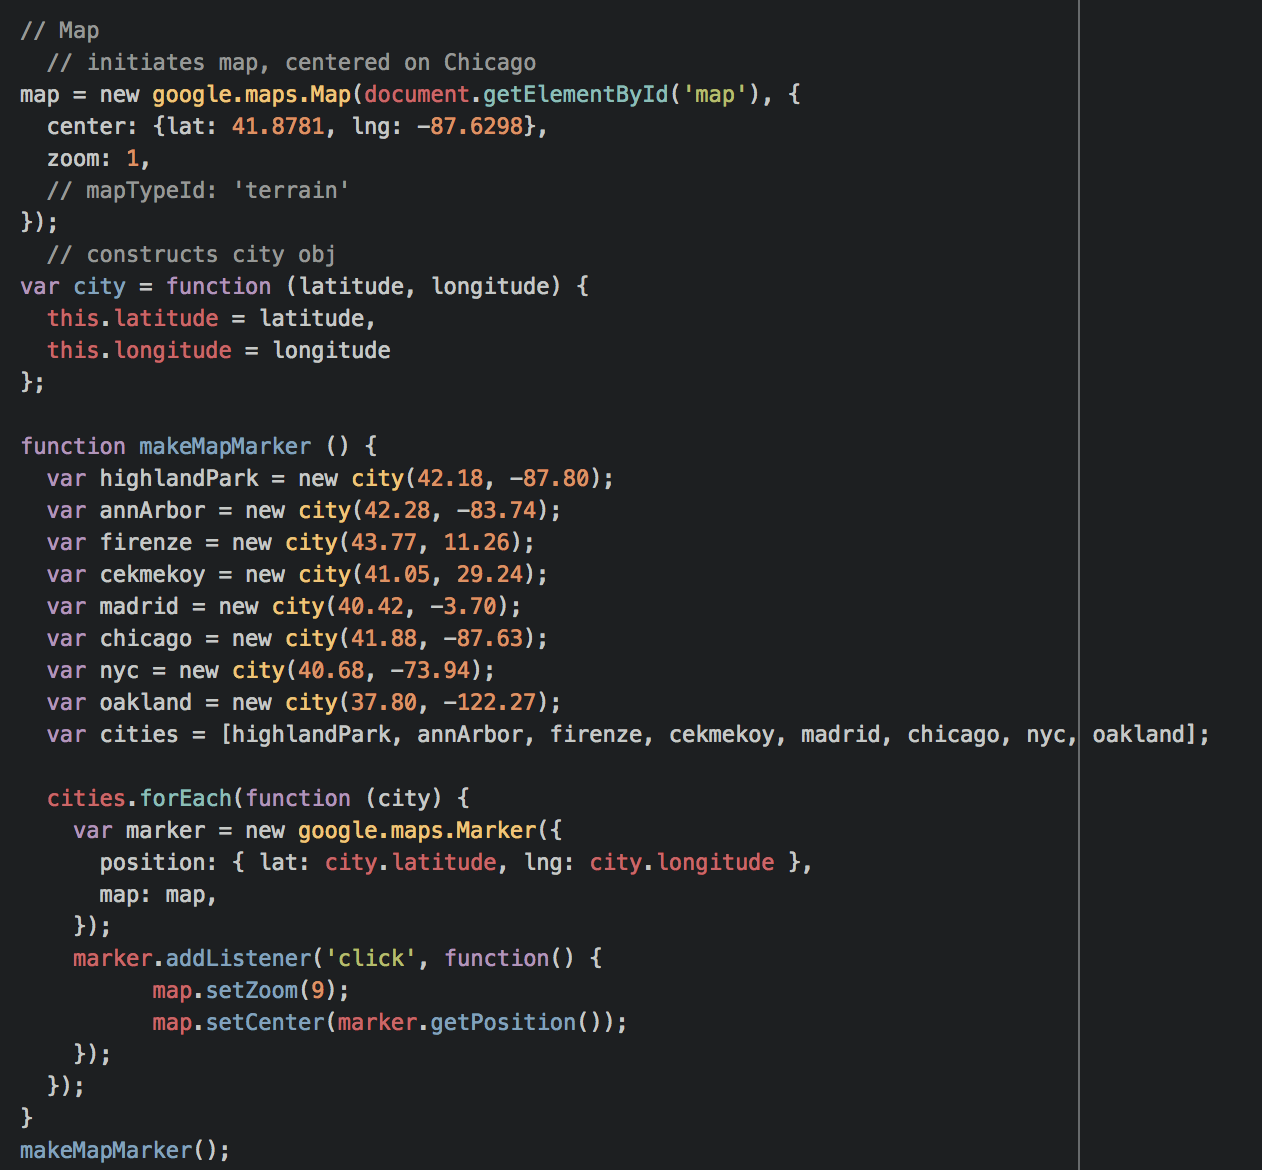 // Map
  // initiates map, centered on Chicago
map = new google.maps.Map(document.getElementById('map'), {
  center: {lat: 41.8781, lng: -87.6298},
  zoom: 1,
  // mapTypeId: 'terrain'
});
  // constructs city obj
var city = function (latitude, longitude) {
  this.latitude = latitude,
  this.longitude = longitude
};

function makeMapMarker () {
  var highlandPark = new city(42.18, -87.80);
  var annArbor = new city(42.28, -83.74);
  var firenze = new city(43.77, 11.26);
  var cekmekoy = new city(41.05, 29.24);
  var madrid = new city(40.42, -3.70);
  var chicago = new city(41.88, -87.63);
  var nyc = new city(40.68, -73.94);
  var oakland = new city(37.80, -122.27);
  var cities = [highlandPark, annArbor, firenze, cekmekoy, madrid, chicago, nyc, oakland];

  cities.forEach(function (city) {
    var marker = new google.maps.Marker({
      position: { lat: city.latitude, lng: city.longitude },
      map: map,
    });
    marker.addListener('click', function() {
          map.setZoom(9);
          map.setCenter(marker.getPosition());
    });
  });
}
makeMapMarker();